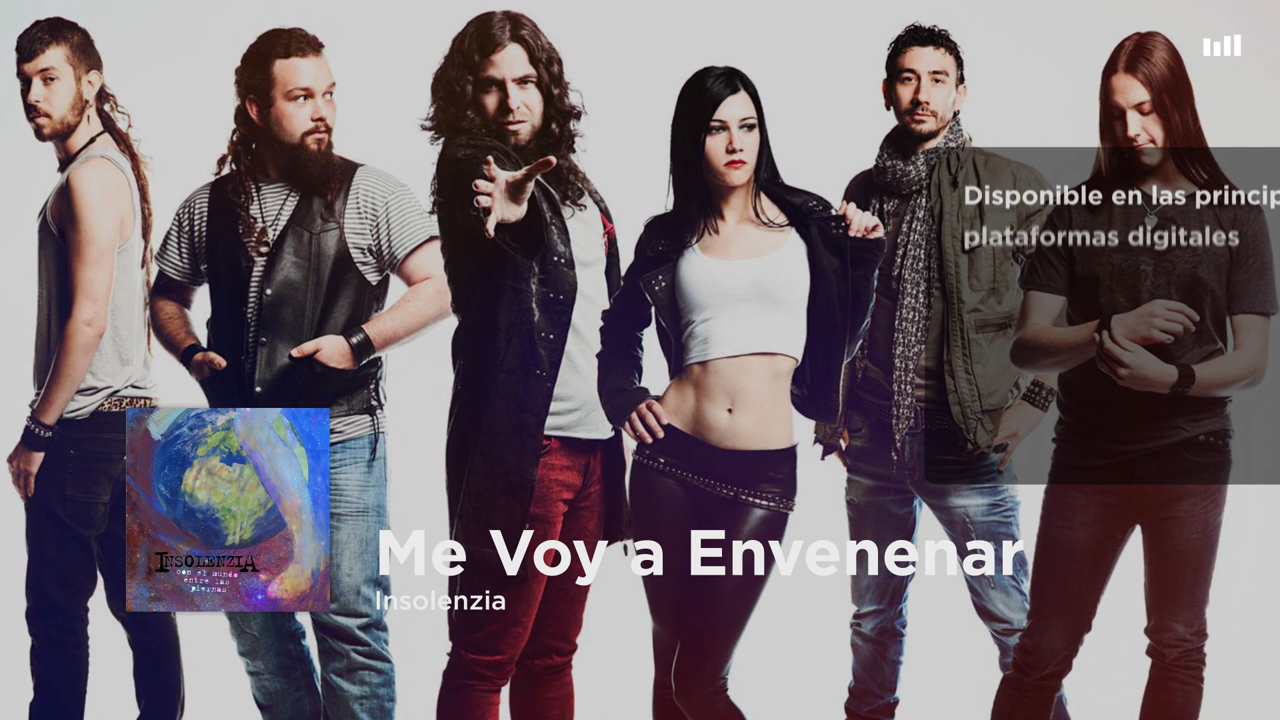 Disponible en las princip
plataformas digitales
INSOLENZIA
con el mundo
entre las
piernas
Me Voy a Envenenar
Insolenzia